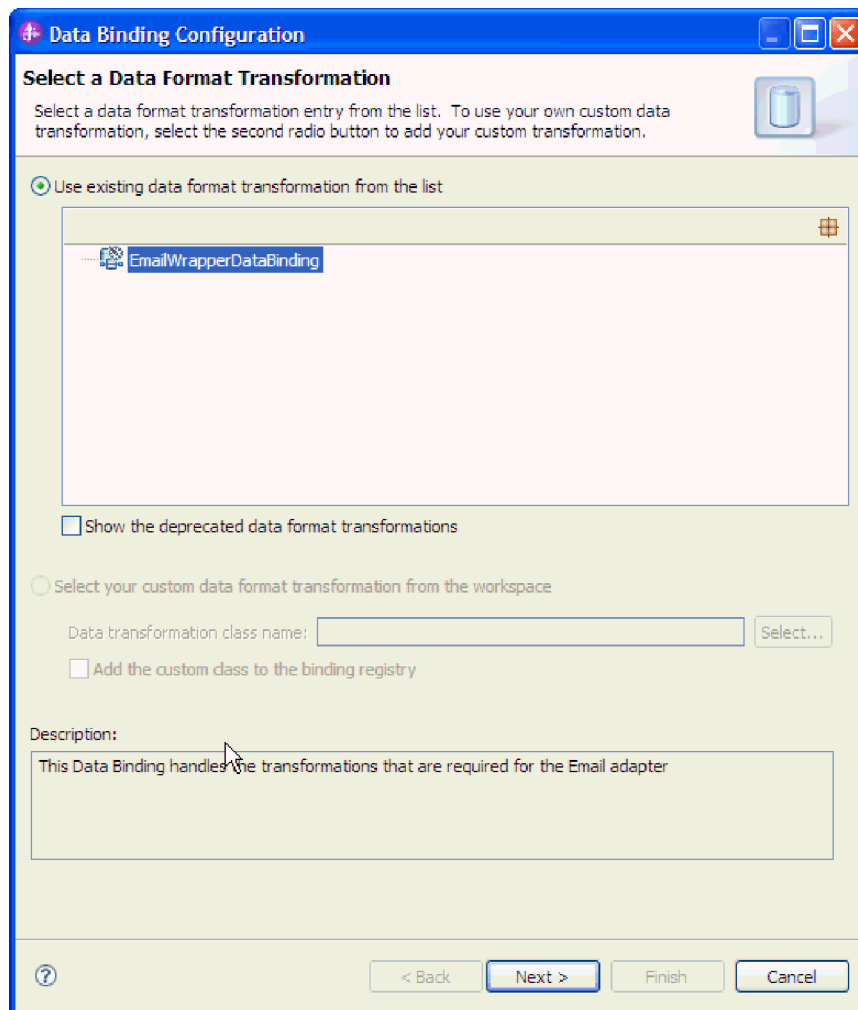 Data Binding Configuration
Select a Data Format Transformation
Select a data format transformation entry from the list. To use your own custom data
transformation, select the second radio button to add your custom transformation.
Use existing data format transformation from the list
EmailWrapperDataBinding
Show the deprecated data format transformations
Select your custom data format transformation from the workspace
Data transformation class name:
Select...
Add the custom class to the binding registry
Description:
This Data Binding handles the transformations that are required for the Email adapter
< Back
Next >
Finish
Cancel